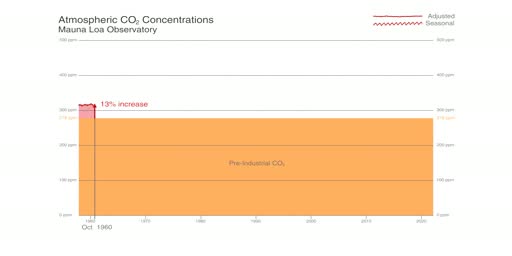 Atmospheric CO₂ Concentrations
Mauna Loa Observatory
Adjusted
Seasonal
500 ppm
500 ppm
400 ppm
400 ppm
13% increase
300 ppm
300 ppm
278 ppm
278 ppm
200 ppm
200 ppm
Pre-Industrial CO₂
100 ppm
100 ppm
0 ppm
0 ppm
1960
1970
1980
1990
2000
2010
2020
Oct 1960